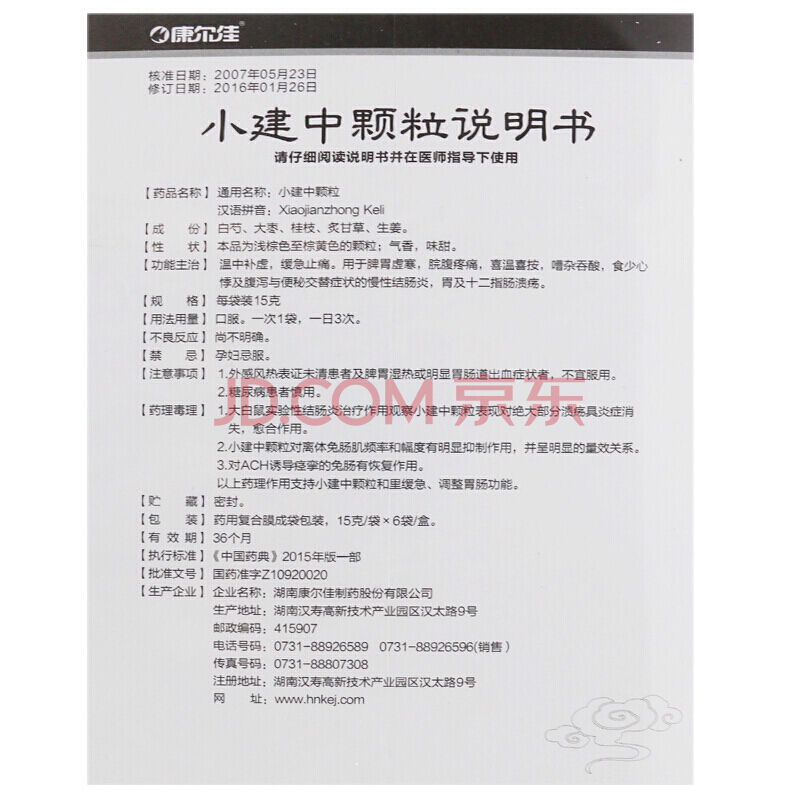 康尔佳®
核准日期：2007年05月23日
修订日期：2016年01月26日
小建中颗粒说明书
请仔细阅读说明书并在医师指导下使用
【药品名称】通用名称：小建中颗粒
汉语拼音：Xiaojianzhong Keli
【成　份】白芍、大枣、桂枝、炙甘草、生姜。
【性　状】本品为浅棕色至棕黄色的颗粒；气香，味甜。
【功能主治】温中补虚，缓急止痛。用于脾胃虚寒，脘腹疼痛，喜温喜按，嘈杂吞酸，食少心
悸及腹泻与便秘交替症状的慢性结肠炎，胃及十二指肠溃疡。
【规　格】每袋装15克
【用法用量】口服。一次1袋，一日3次。
【不良反应】尚不明确。
【禁　忌】孕妇忌服。
【注意事项】1.外感风热表证未清患者及脾胃湿热或明显胃肠道出血症状者，不宜服用。
2.糖尿病患者慎用。
JD.COM 京东
【药理毒理】1.大白鼠实验性结肠炎治疗作用观察小建中颗粒表现对绝大部分溃疡具炎症消
失，愈合作用。
2.小建中颗粒对离体兔肠肌频率和幅度有明显抑制作用，并呈明显的量效关系。
3.对ACH诱导痉挛的兔肠有恢复作用。
以上药理作用支持小建中颗粒和里缓急、调整胃肠功能。
【贮　藏】密封。
【包　装】药用复合膜成袋包装，15克/袋×6袋/盒。
【有 效 期】36个月
【执行标准】《中国药典》2015年版一部
【批准文号】国药准字Z10920020
【生产企业】企业名称：湖南康尔佳制药股份有限公司
生产地址：湖南汉寿高新技术产业园区汉太路9号
邮政编码：415907
电话号码：0731-88926589 0731-88926596(销售)
传真号码：0731-88807308
注册地址：湖南汉寿高新技术产业园区汉太路9号
网　址：www.hnkej.com